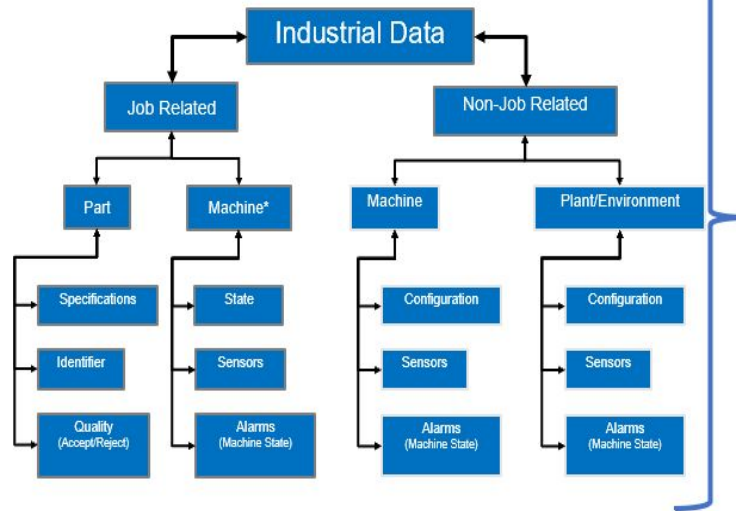 Industrial Data
Job Related
Non-Job Related
Part
Machine*
Machine
Plant/Environment
Specifications
State
Configuration
Configuration
Identifier
Sensors
Sensors
Sensors
Quality
(Accept/Reject)
Alarms
(Machine State)
Alarms
(Machine State)
Alarms
(Machine State)